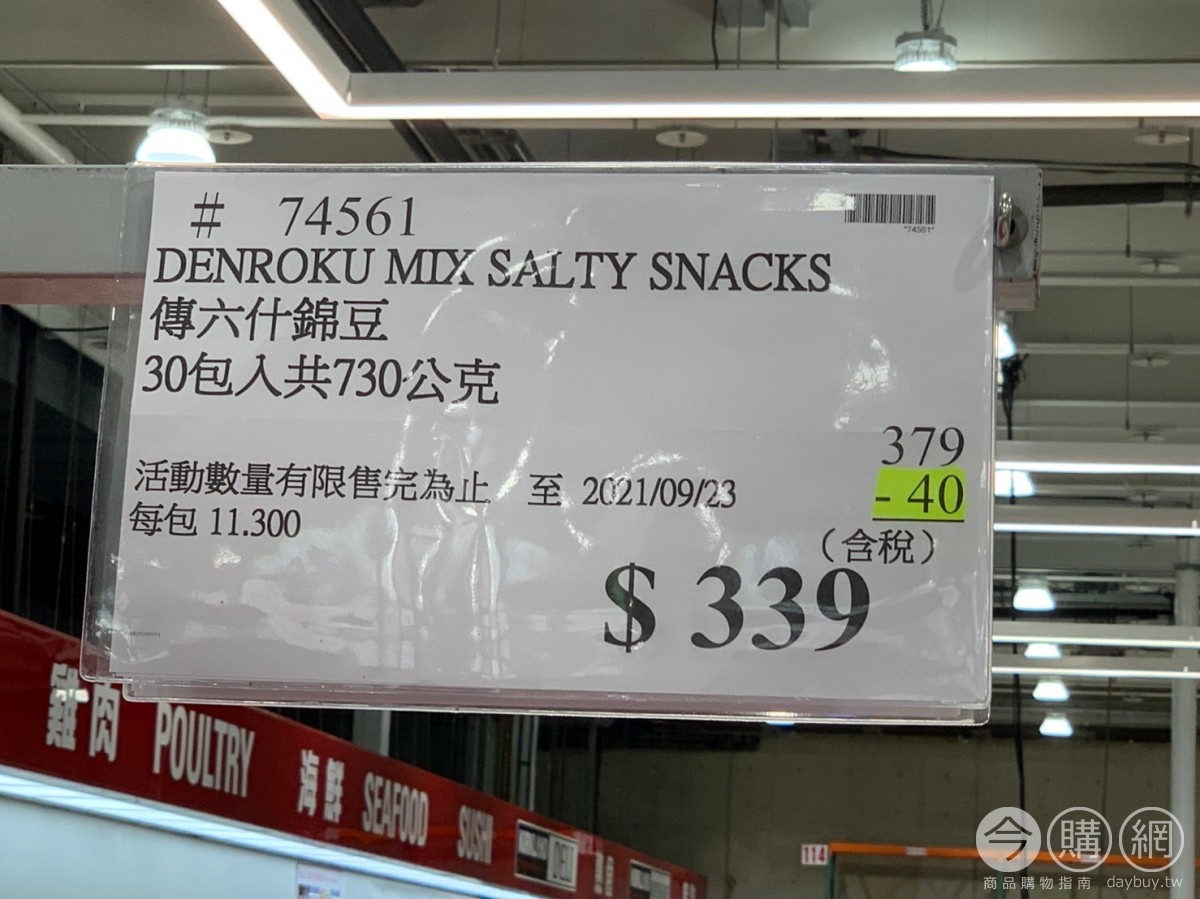 # 74561
*74561*
DENROKU MIX SALTY SNACKS
傳六什錦豆
30包入共730公克
379
活動數量有限售完為止 至 2021/09/23
- 40
每包 11.300
（含稅）
$ 339
雞肉 POULTRY 海鮮 SEAFOOD SUSHI
114
今購網
商品購物指南 daybuy.tw